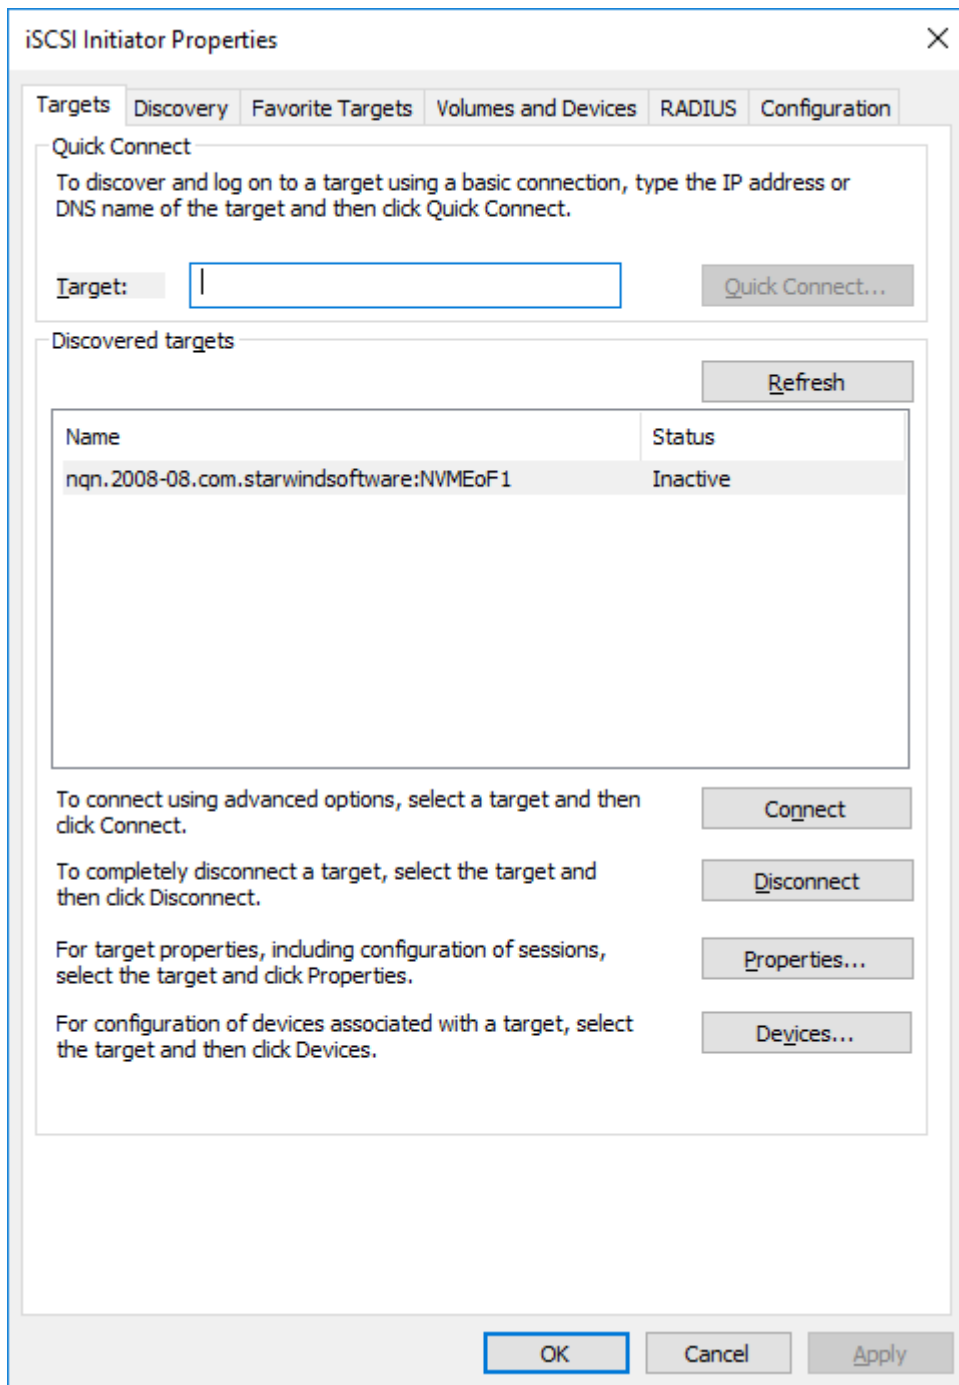 iSCSI Initiator Properties
Targets Discovery Favorite Targets Volumes and Devices RADIUS Configuration
Quick Connect
To discover and log on to a target using a basic connection, type the IP address or
DNS name of the target and then click Quick Connect.
Target:
Quick Connect...
Discovered targets
Refresh
Name Status
nqn.2008-08.com.starwindsoftware:NVMEoF1 Inactive
To connect using advanced options, select a target and then
click Connect.
Connect
To completely disconnect a target, select the target and
then click Disconnect.
Disconnect
For target properties, including configuration of sessions,
select the target and click Properties.
Properties...
For configuration of devices associated with a target, select
the target and then click Devices.
Devices...
OK Cancel Apply